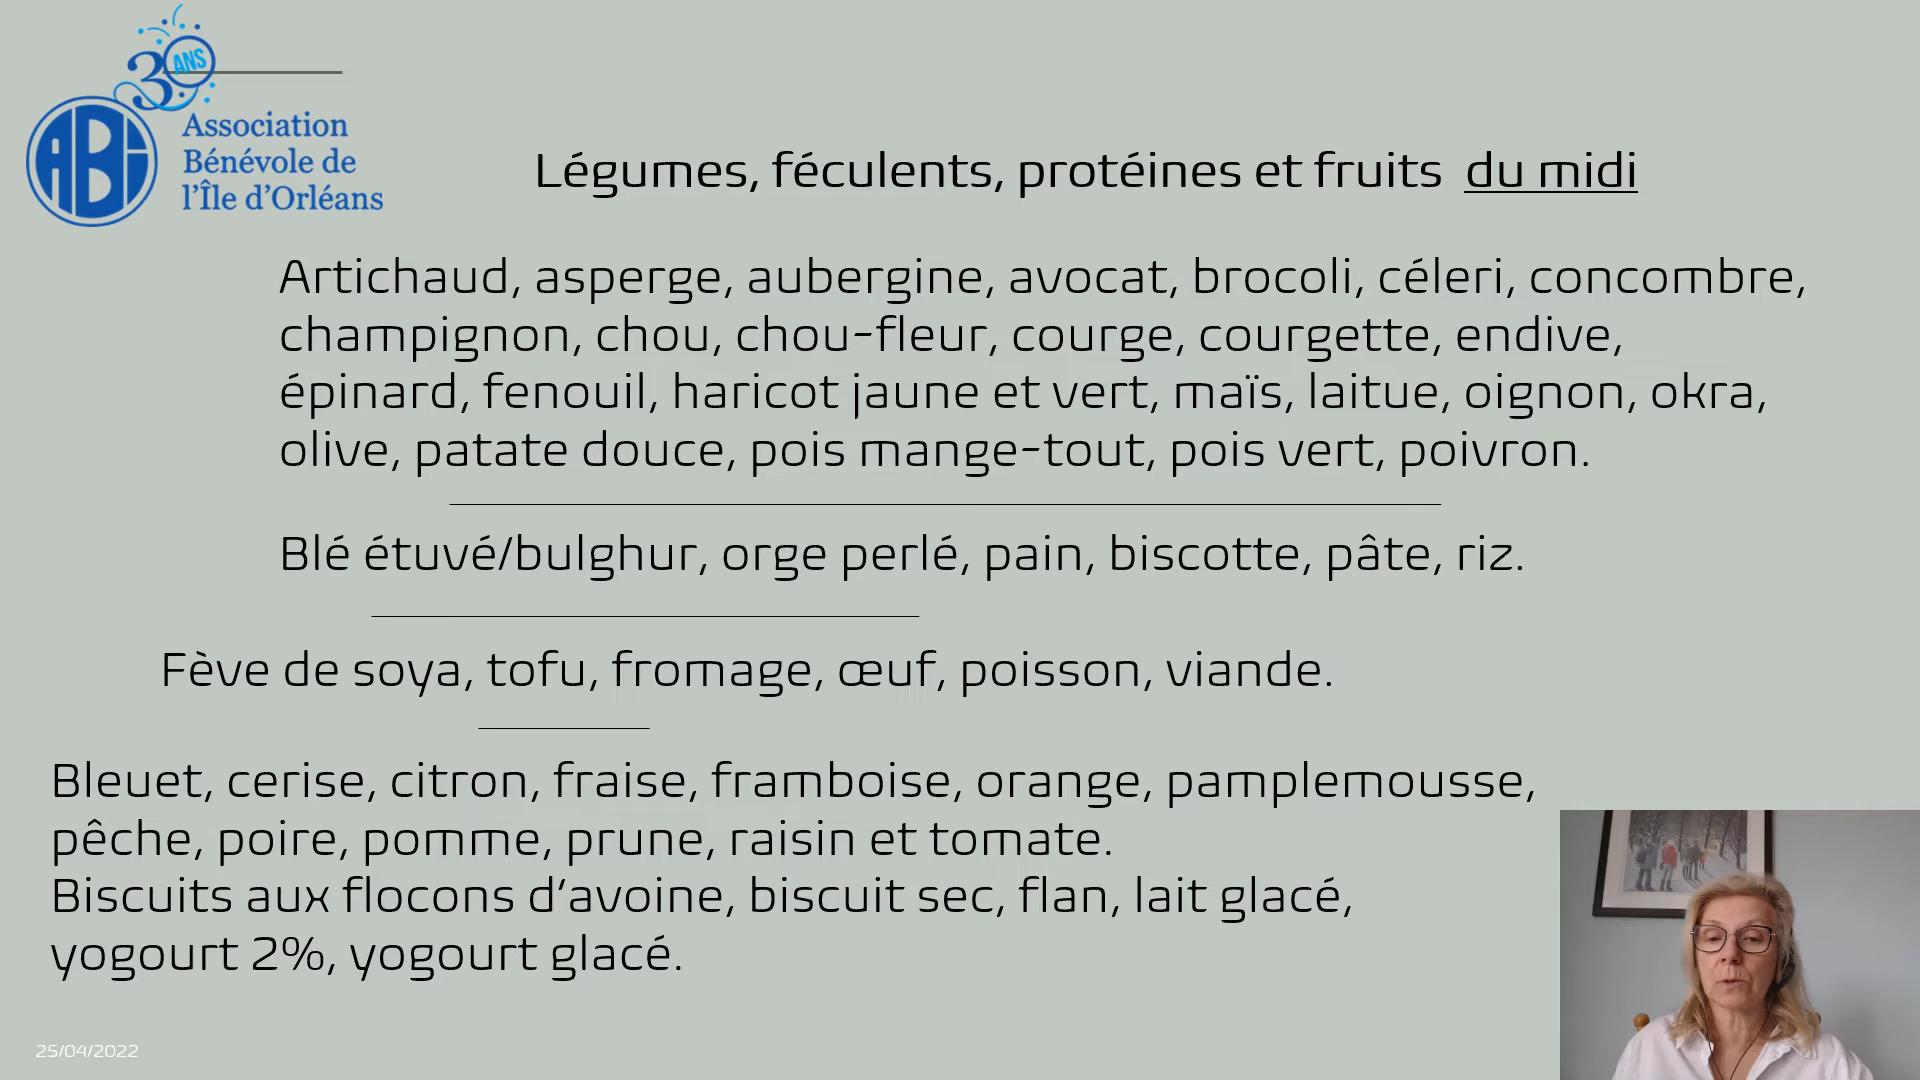 30 ANS
ABI
Association
Bénévole de
l'Île d'Orléans
Légumes, féculents, protéines et fruits du midi
Artichaud, asperge, aubergine, avocat, brocoli, céleri, concombre,
champignon, chou, chou-fleur, courge, courgette, endive,
épinard, fenouil, haricot jaune et vert, maïs, laitue, oignon, okra,
olive, patate douce, pois mange-tout, pois vert, poivron.
Blé étuvé/bulghur, orge perlé, pain, biscotte, pâte, riz.
Fève de soya, tofu, fromage, œuf, poisson, viande.
Bleuet, cerise, citron, fraise, framboise, orange, pamplemousse,
pêche, poire, pomme, prune, raisin et tomate.
Biscuits aux flocons d'avoine, biscuit sec, flan, lait glacé,
yogourt 2%, yogourt glacé.
25/04/2022